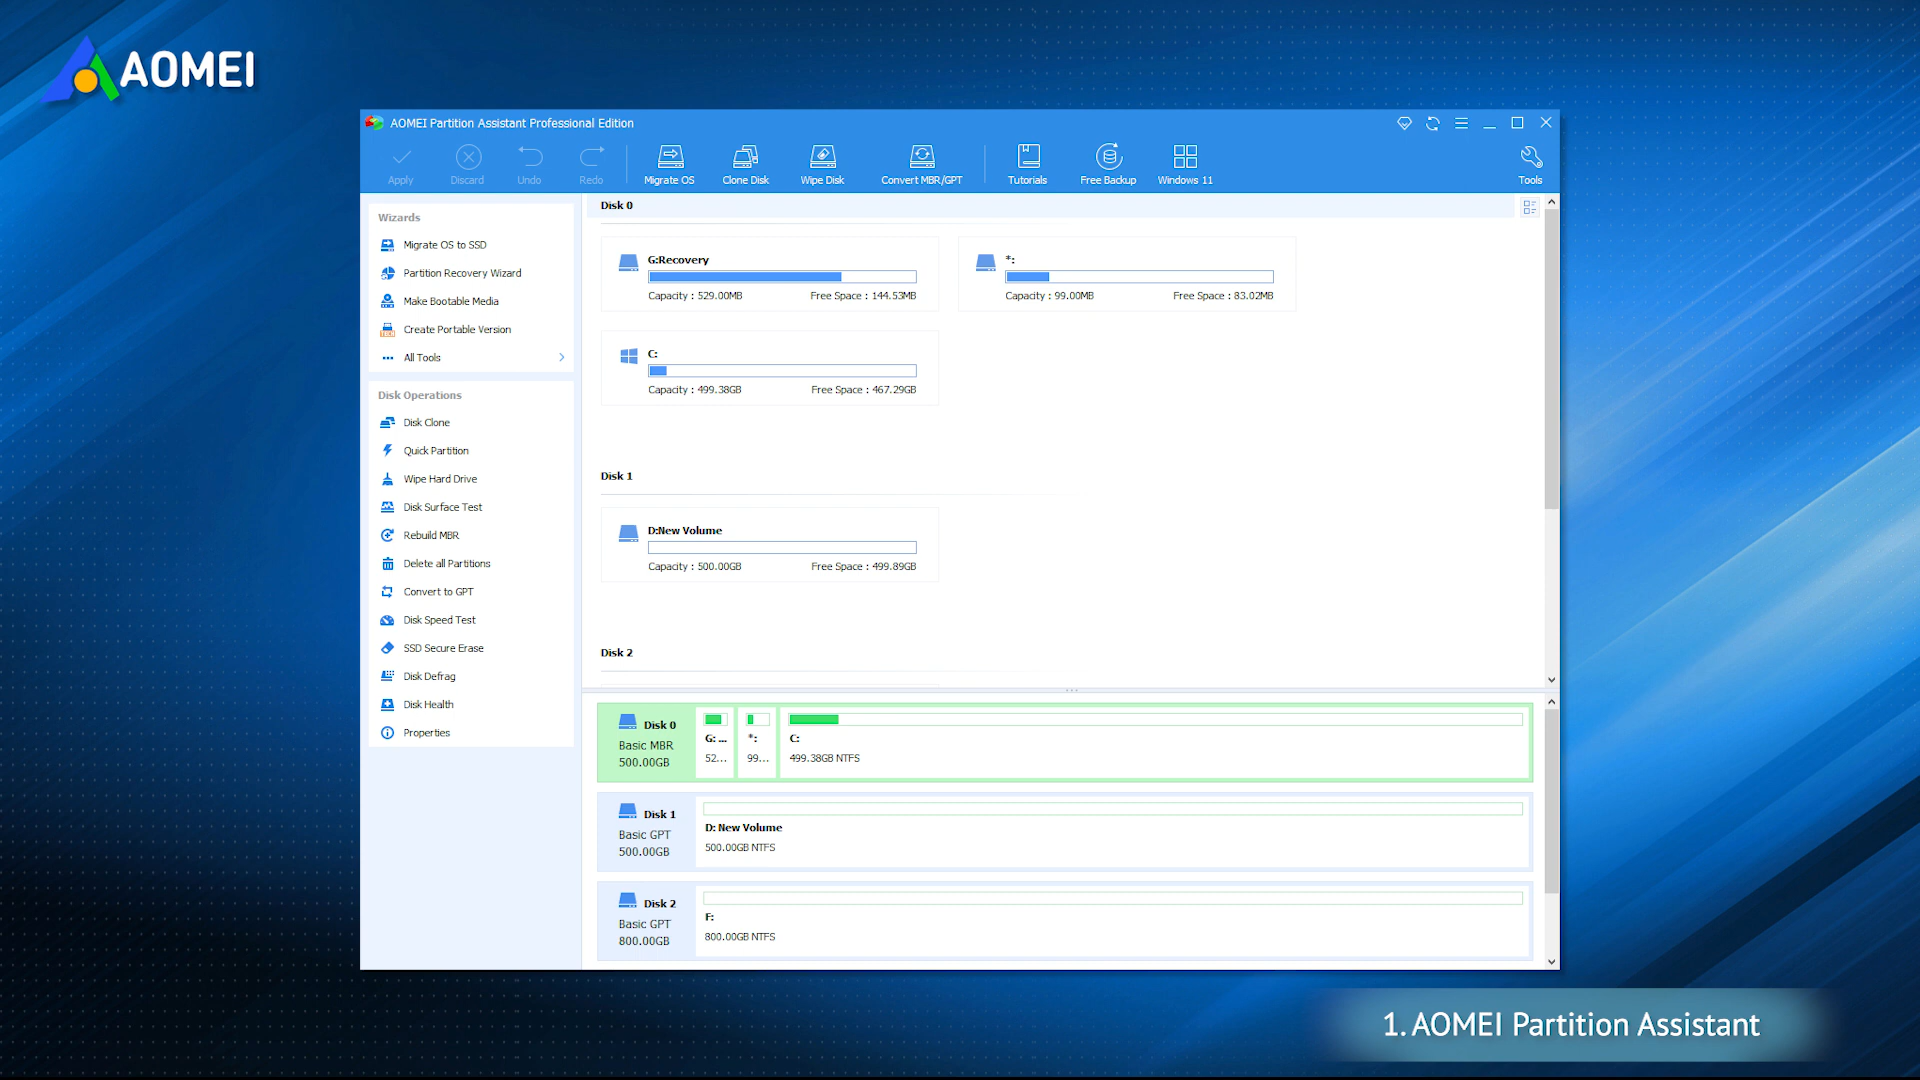 AOMEI
AOMEI Partition Assistant Professional Edition
Apply
Discard
Undo
Redo
Migrate OS
Clone Disk
Wipe Disk
Convert MBR/GPT
Tutorials
Free Backup
Windows 11
Tools
Wizards
Migrate OS to SSD
Partition Recovery Wizard
Make Bootable Media
Create Portable Version
All Tools
Disk Operations
Disk Clone
Quick Partition
Wipe Hard Drive
Disk Surface Test
Rebuild MBR
Delete all Partitions
Convert to GPT
Disk Speed Test
SSD Secure Erase
Disk Defrag
Disk Health
Properties
Disk 0
G:Recovery
Capacity : 529.00MB
Free Space : 144.53MB
*:
Capacity : 99.00MB
Free Space : 83.02MB
C:
Capacity : 499.38GB
Free Space : 467.29GB
Disk 1
D:New Volume
Capacity : 500.00GB
Free Space : 499.89GB
Disk 2
Disk 0
Basic MBR
500.00GB
G: ...
52...
*:
99...
C:
499.38GB NTFS
Disk 1
Basic GPT
500.00GB
D: New Volume
500.00GB NTFS
Disk 2
Basic GPT
800.00GB
F:
800.00GB NTFS
1. AOMEI Partition Assistant